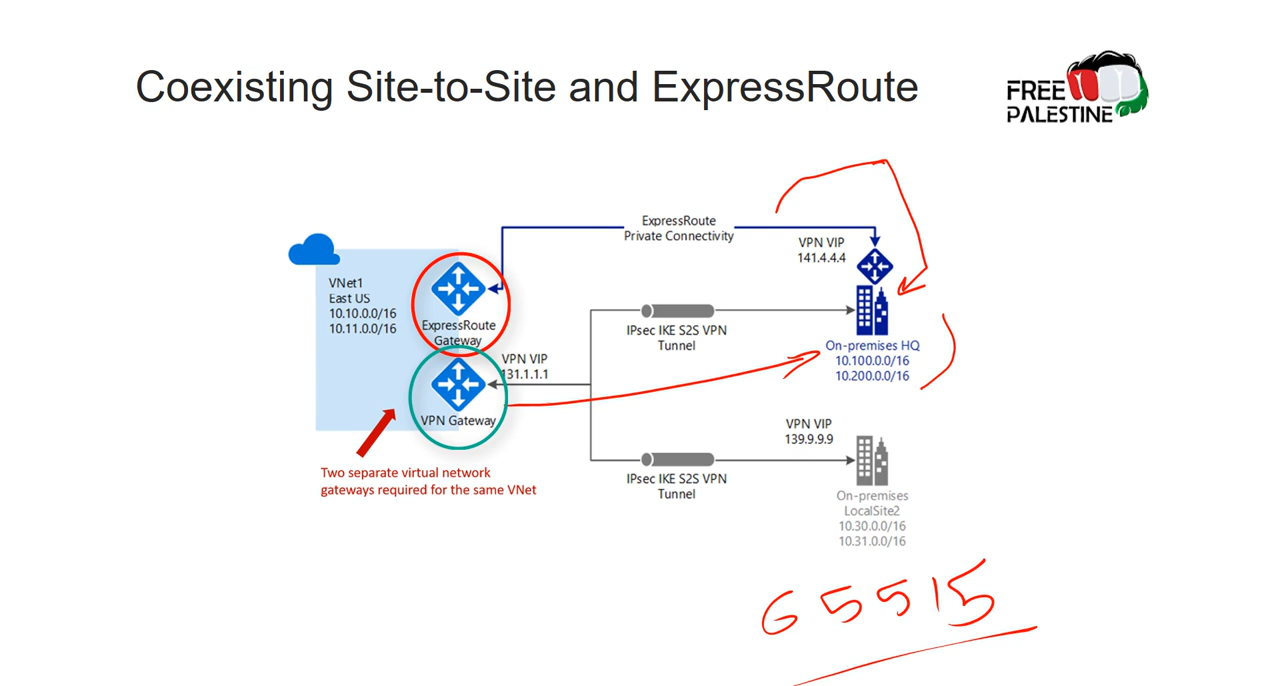 Coexisting Site-to-Site and ExpressRoute
FREE
PALESTINE
ExpressRoute
Private Connectivity
VPN VIP
141.4.4.4
VNet1
East US
10.10.0.0/16
10.11.0.0/16
ExpressRoute
Gateway
IPsec IKE S2S VPN
Tunnel
On-premises HQ
10.100.0.0/16
10.200.0.0/16
VPN VIP
131.1.1.1
VPN Gateway
VPN VIP
139.9.9.9
Two separate virtual network
gateways required for the same VNet
IPsec IKE S2S VPN
Tunnel
On-premises
LocalSite2
10.30.0.0/16
10.31.0.0/16
65515